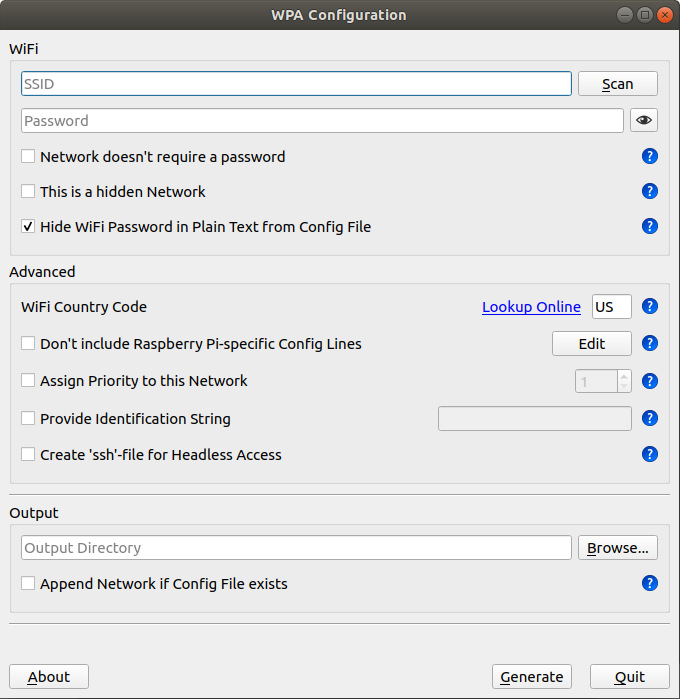 WPA Configuration
WiFi
SSID
Scan
Password
Network doesn't require a password
?
This is a hidden Network
?
Hide WiFi Password in Plain Text from Config File
?
Advanced
WiFi Country Code
Lookup Online
US
?
Don't include Raspberry Pi-specific Config Lines
Edit
?
Assign Priority to this Network
1
?
Provide Identification String
?
Create 'ssh'-file for Headless Access
?
Output
Output Directory
Browse...
Append Network if Config File exists
?
About
Generate
Quit